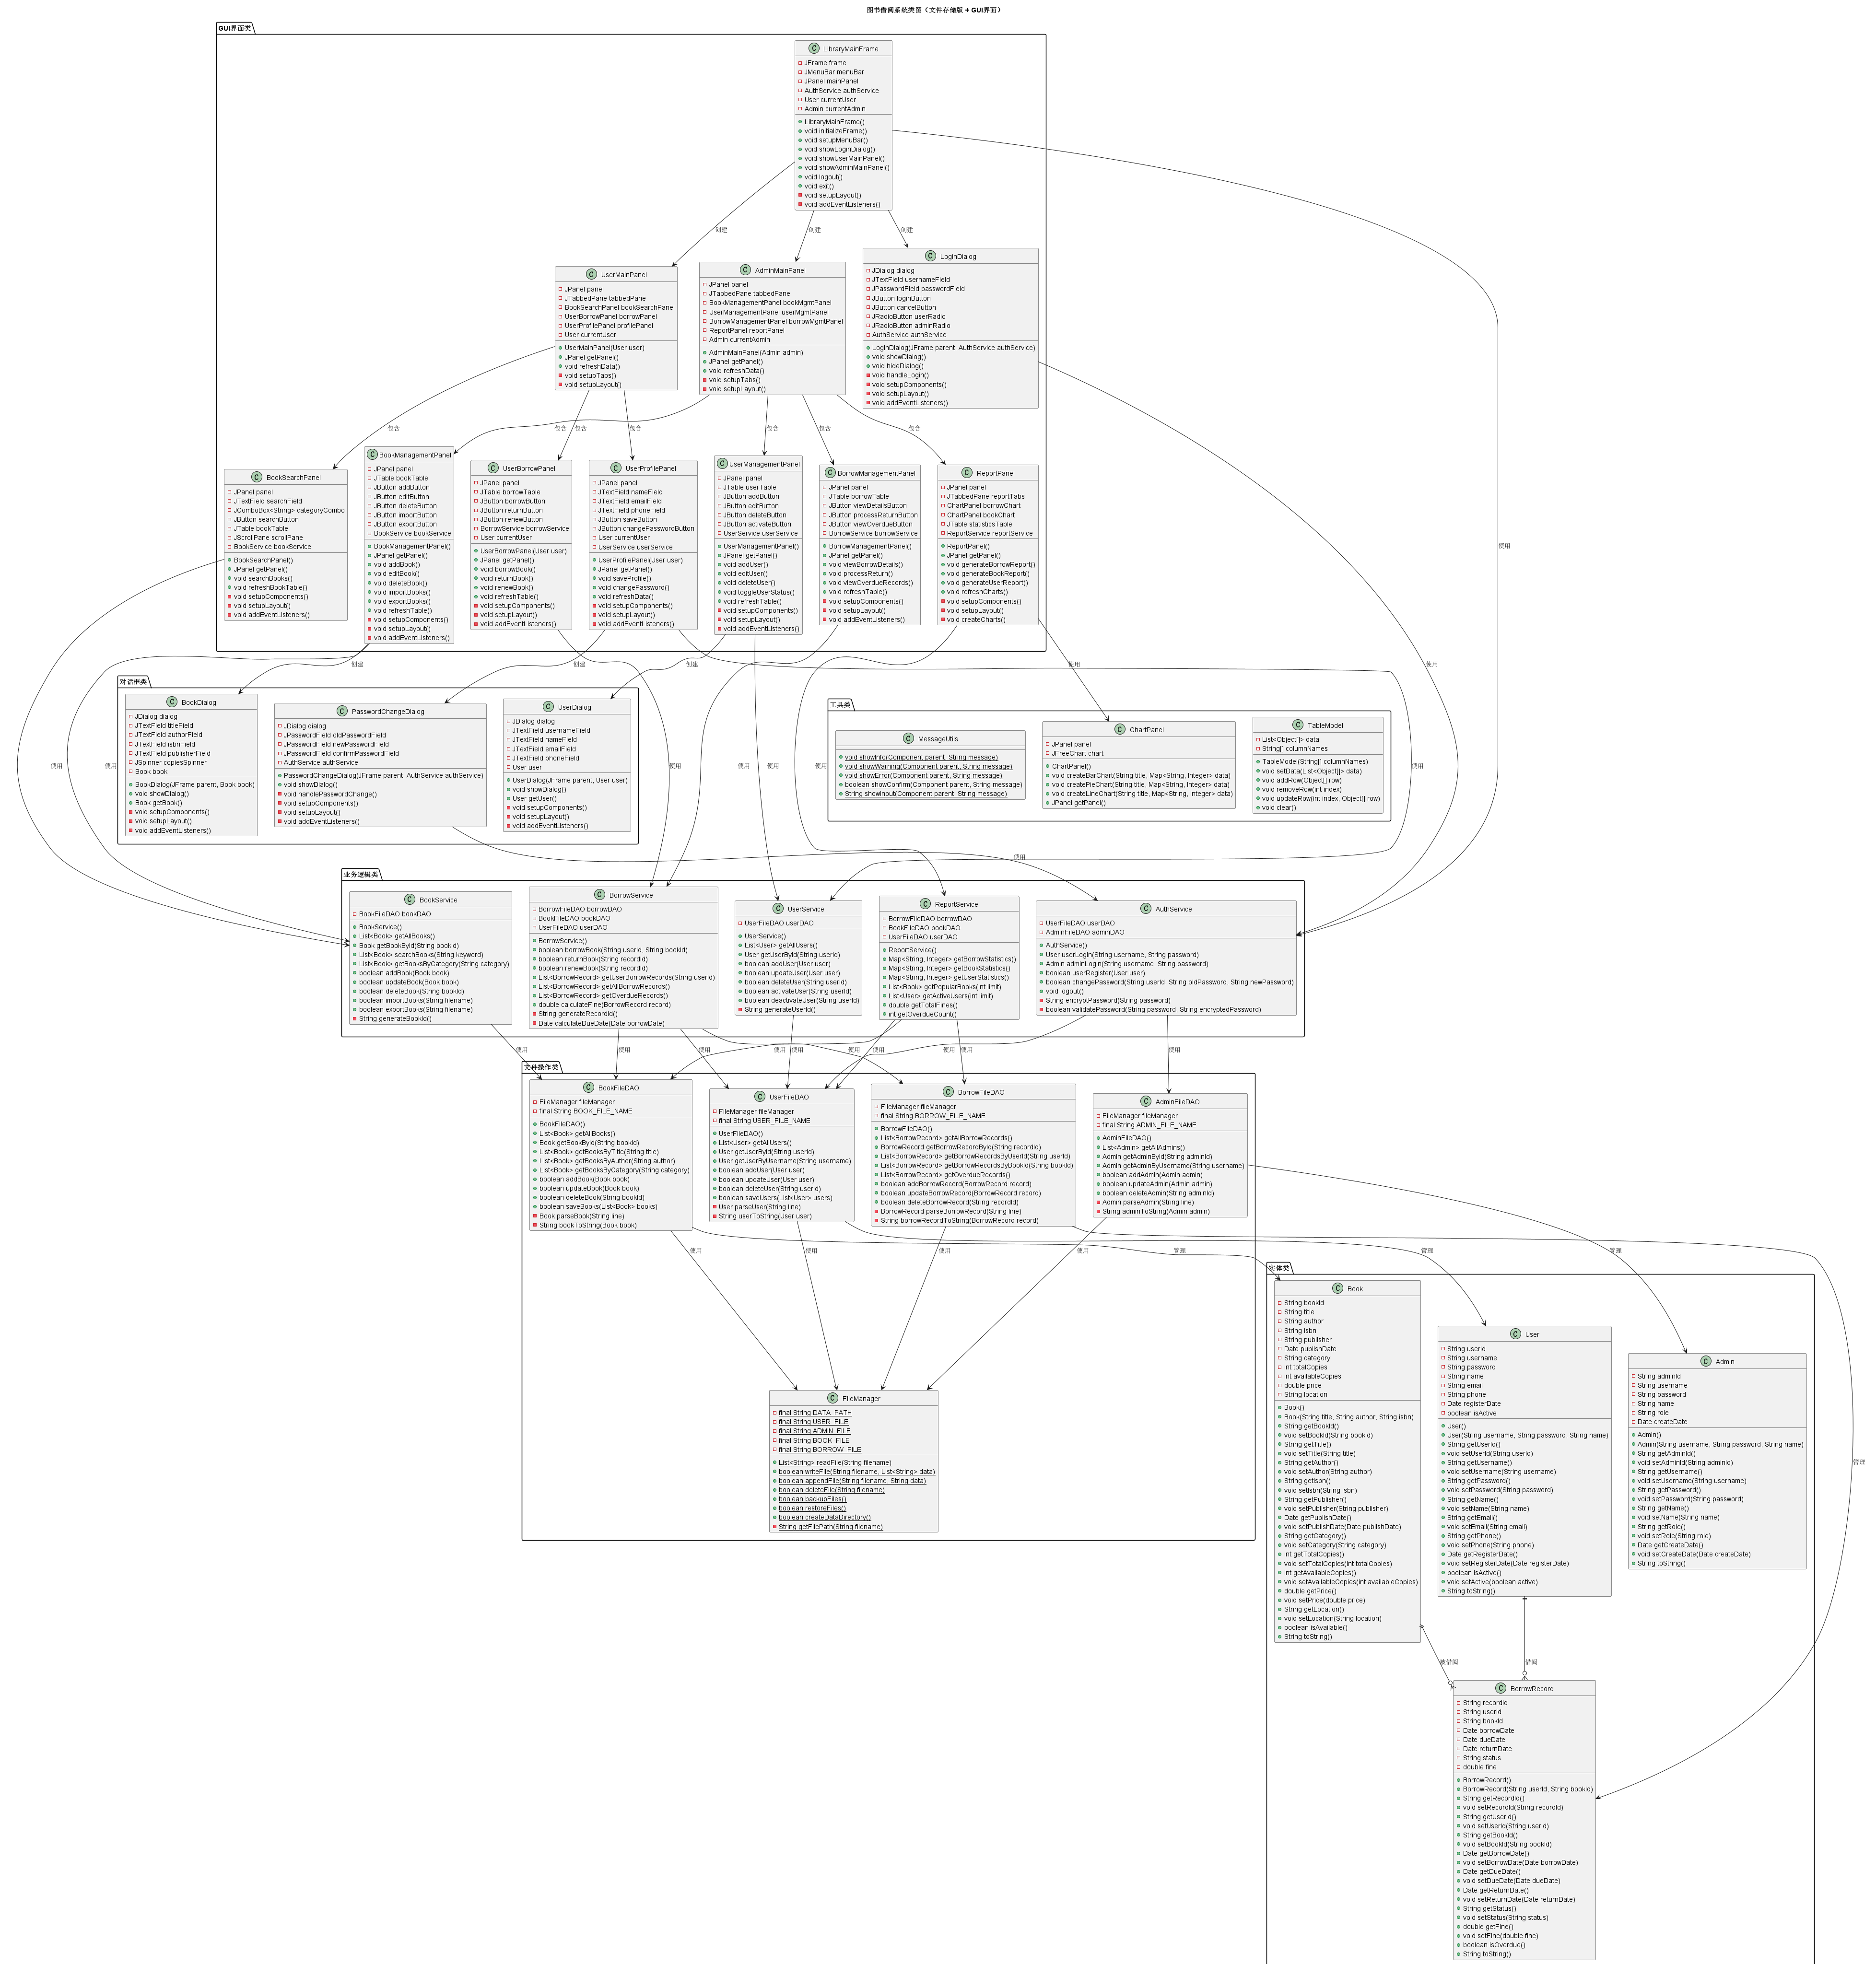 图书借阅系统类图（文件存储版 + GUI界面）
GUI界面类
LibraryMainFrame
JFrame frame
JMenuBar menuBar
JPanel mainPanel
AuthService authService
User currentUser
Admin currentAdmin
LibraryMainFrame()
void initializeFrame()
void setupMenuBar()
void showLoginDialog()
void showUserMainPanel()
void showAdminMainPanel()
void logout()
void exit()
void setupLayout()
void addEventListeners()
创建
创建
创建
UserMainPanel
JPanel panel
JTabbedPane tabbedPane
BookSearchPanel bookSearchPanel
UserBorrowPanel borrowPanel
UserProfilePanel profilePanel
User currentUser
UserMainPanel(User user)
JPanel getPanel()
void refreshData()
void setupTabs()
void setupLayout()
AdminMainPanel
JPanel panel
JTabbedPane tabbedPane
BookManagementPanel bookMgmtPanel
UserManagementPanel userMgmtPanel
BorrowManagementPanel borrowMgmtPanel
ReportPanel reportPanel
Admin currentAdmin
AdminMainPanel(Admin admin)
JPanel getPanel()
void refreshData()
void setupTabs()
void setupLayout()
LoginDialog
JDialog dialog
JTextField usernameField
JPasswordField passwordField
JButton loginButton
JButton cancelButton
JRadioButton userRadio
JRadioButton adminRadio
AuthService authService
LoginDialog(JFrame parent, AuthService authService)
void showDialog()
void hideDialog()
void handleLogin()
void setupComponents()
void setupLayout()
void addEventListeners()
包含
包含
包含
包含
包含
包含
包含
BookSearchPanel
JPanel panel
JTextField searchField
JComboBox<String> categoryCombo
JButton searchButton
JTable bookTable
JScrollPane scrollPane
BookService bookService
BookSearchPanel()
JPanel getPanel()
void searchBooks()
void refreshBookTable()
void setupComponents()
void setupLayout()
void addEventListeners()
BookManagementPanel
JPanel panel
JTable bookTable
JButton addButton
JButton editButton
JButton deleteButton
JButton importButton
JButton exportButton
BookService bookService
BookManagementPanel()
JPanel getPanel()
void addBook()
void editBook()
void deleteBook()
void importBooks()
void exportBooks()
void refreshTable()
void setupComponents()
void setupLayout()
void addEventListeners()
UserBorrowPanel
JPanel panel
JTable borrowTable
JButton borrowButton
JButton returnButton
JButton renewButton
BorrowService borrowService
User currentUser
UserBorrowPanel(User user)
JPanel getPanel()
void borrowBook()
void returnBook()
void renewBook()
void refreshTable()
void setupComponents()
void setupLayout()
void addEventListeners()
UserProfilePanel
JPanel panel
JTextField nameField
JTextField emailField
JTextField phoneField
JButton saveButton
JButton changePasswordButton
User currentUser
UserService userService
UserProfilePanel(User user)
JPanel getPanel()
void saveProfile()
void changePassword()
void refreshData()
void setupComponents()
void setupLayout()
void addEventListeners()
UserManagementPanel
JPanel panel
JTable userTable
JButton addButton
JButton editButton
JButton deleteButton
JButton activateButton
UserService userService
UserManagementPanel()
JPanel getPanel()
void addUser()
void editUser()
void deleteUser()
void toggleUserStatus()
void refreshTable()
void setupComponents()
void setupLayout()
void addEventListeners()
BorrowManagementPanel
JPanel panel
JTable borrowTable
JButton viewDetailsButton
JButton processReturnButton
JButton viewOverdueButton
BorrowService borrowService
BorrowManagementPanel()
JPanel getPanel()
void viewBorrowDetails()
void processReturn()
void viewOverdueRecords()
void refreshTable()
void setupComponents()
void setupLayout()
void addEventListeners()
ReportPanel
JPanel panel
JTabbedPane reportTabs
ChartPanel borrowChart
ChartPanel bookChart
JTable statisticsTable
ReportService reportService
ReportPanel()
JPanel getPanel()
void generateBorrowReport()
void generateBookReport()
void generateUserReport()
void refreshCharts()
void setupComponents()
void setupLayout()
void createCharts()
使用
创建
创建
创建
使用
使用
对话框类
BookDialog
JDialog dialog
JTextField titleField
JTextField authorField
JTextField isbnField
JTextField publisherField
JSpinner copiesSpinner
Book book
BookDialog(JFrame parent, Book book)
void showDialog()
Book getBook()
void setupComponents()
void setupLayout()
void addEventListeners()
PasswordChangeDialog
JDialog dialog
JPasswordField oldPasswordField
JPasswordField newPasswordField
JPasswordField confirmPasswordField
AuthService authService
PasswordChangeDialog(JFrame parent, AuthService authService)
void showDialog()
void handlePasswordChange()
void setupComponents()
void setupLayout()
void addEventListeners()
UserDialog
JDialog dialog
JTextField usernameField
JTextField nameField
JTextField emailField
JTextField phoneField
User user
UserDialog(JFrame parent, User user)
void showDialog()
User getUser()
void setupComponents()
void setupLayout()
void addEventListeners()
工具类
MessageUtils
void showInfo(Component parent, String message)
void showWarning(Component parent, String message)
void showError(Component parent, String message)
boolean showConfirm(Component parent, String message)
String showInput(Component parent, String message)
ChartPanel
JPanel panel
JFreeChart chart
ChartPanel()
void createBarChart(String title, Map<String, Integer> data)
void createPieChart(String title, Map<String, Integer> data)
void createLineChart(String title, Map<String, Integer> data)
JPanel getPanel()
TableModel
List<Object[]> data
String[] columnNames
TableModel(String[] columnNames)
void setData(List<Object[]> data)
void addRow(Object[] row)
void removeRow(int index)
void updateRow(int index, Object[] row)
void clear()
使用
使用
使用
使用
使用
使用
使用
使用
业务逻辑类
BookService
BookFileDAO bookDAO
BookService()
List<Book> getAllBooks()
Book getBookById(String bookId)
List<Book> searchBooks(String keyword)
List<Book> getBooksByCategory(String category)
boolean addBook(Book book)
boolean updateBook(Book book)
boolean deleteBook(String bookId)
boolean importBooks(String filename)
boolean exportBooks(String filename)
String generateBookId()
BorrowService
BorrowFileDAO borrowDAO
BookFileDAO bookDAO
UserFileDAO userDAO
BorrowService()
boolean borrowBook(String userId, String bookId)
boolean returnBook(String recordId)
boolean renewBook(String recordId)
List<BorrowRecord> getUserBorrowRecords(String userId)
List<BorrowRecord> getAllBorrowRecords()
List<BorrowRecord> getOverdueRecords()
double calculateFine(BorrowRecord record)
String generateRecordId()
Date calculateDueDate(Date borrowDate)
UserService
UserFileDAO userDAO
UserService()
List<User> getAllUsers()
User getUserById(String userId)
boolean addUser(User user)
boolean updateUser(User user)
boolean deleteUser(String userId)
boolean activateUser(String userId)
boolean deactivateUser(String userId)
String generateUserId()
ReportService
BorrowFileDAO borrowDAO
BookFileDAO bookDAO
UserFileDAO userDAO
ReportService()
Map<String, Integer> getBorrowStatistics()
Map<String, Integer> getBookStatistics()
Map<String, Integer> getUserStatistics()
List<Book> getPopularBooks(int limit)
List<User> getActiveUsers(int limit)
double getTotalFines()
int getOverdueCount()
AuthService
UserFileDAO userDAO
AdminFileDAO adminDAO
AuthService()
User userLogin(String username, String password)
Admin adminLogin(String username, String password)
boolean userRegister(User user)
boolean changePassword(String userId, String oldPassword, String newPassword)
void logout()
String encryptPassword(String password)
boolean validatePassword(String password, String encryptedPassword)
使用
使用
使用
使用
使用
使用
使用
使用
使用
文件操作类
BookFileDAO
FileManager fileManager
final String BOOK_FILE_NAME
BookFileDAO()
List<Book> getAllBooks()
Book getBookById(String bookId)
List<Book> getBooksByTitle(String title)
List<Book> getBooksByAuthor(String author)
List<Book> getBooksByCategory(String category)
boolean addBook(Book book)
boolean updateBook(Book book)
boolean deleteBook(String bookId)
boolean saveBooks(List<Book> books)
Book parseBook(String line)
String bookToString(Book book)
UserFileDAO
FileManager fileManager
final String USER_FILE_NAME
UserFileDAO()
List<User> getAllUsers()
User getUserById(String userId)
User getUserByUsername(String username)
boolean addUser(User user)
boolean updateUser(User user)
boolean deleteUser(String userId)
boolean saveUsers(List<User> users)
User parseUser(String line)
String userToString(User user)
BorrowFileDAO
FileManager fileManager
final String BORROW_FILE_NAME
BorrowFileDAO()
List<BorrowRecord> getAllBorrowRecords()
BorrowRecord getBorrowRecordById(String recordId)
List<BorrowRecord> getBorrowRecordsByUserId(String userId)
List<BorrowRecord> getBorrowRecordsByBookId(String bookId)
List<BorrowRecord> getOverdueRecords()
boolean addBorrowRecord(BorrowRecord record)
boolean updateBorrowRecord(BorrowRecord record)
boolean deleteBorrowRecord(String recordId)
BorrowRecord parseBorrowRecord(String line)
String borrowRecordToString(BorrowRecord record)
AdminFileDAO
FileManager fileManager
final String ADMIN_FILE_NAME
AdminFileDAO()
List<Admin> getAllAdmins()
Admin getAdminById(String adminId)
Admin getAdminByUsername(String username)
boolean addAdmin(Admin admin)
boolean updateAdmin(Admin admin)
boolean deleteAdmin(String adminId)
Admin parseAdmin(String line)
String adminToString(Admin admin)
使用
使用
使用
使用
管理
管理
管理
管理
FileManager
final String DATA_PATH
final String USER_FILE
final String ADMIN_FILE
final String BOOK_FILE
final String BORROW_FILE
List<String> readFile(String filename)
boolean writeFile(String filename, List<String> data)
boolean appendFile(String filename, String data)
boolean deleteFile(String filename)
boolean backupFiles()
boolean restoreFiles()
boolean createDataDirectory()
String getFilePath(String filename)
实体类
Book
String bookId
String title
String author
String isbn
String publisher
Date publishDate
String category
int totalCopies
int availableCopies
double price
String location
Book()
Book(String title, String author, String isbn)
String getBookId()
void setBookId(String bookId)
String getTitle()
void setTitle(String title)
String getAuthor()
void setAuthor(String author)
String getIsbn()
void setIsbn(String isbn)
String getPublisher()
void setPublisher(String publisher)
Date getPublishDate()
void setPublishDate(Date publishDate)
String getCategory()
void setCategory(String category)
int getTotalCopies()
void setTotalCopies(int totalCopies)
int getAvailableCopies()
void setAvailableCopies(int availableCopies)
double getPrice()
void setPrice(double price)
String getLocation()
void setLocation(String location)
boolean isAvailable()
String toString()
User
String userId
String username
String password
String name
String email
String phone
Date registerDate
boolean isActive
User()
User(String username, String password, String name)
String getUserId()
void setUserId(String userId)
String getUsername()
void setUsername(String username)
String getPassword()
void setPassword(String password)
String getName()
void setName(String name)
String getEmail()
void setEmail(String email)
String getPhone()
void setPhone(String phone)
Date getRegisterDate()
void setRegisterDate(Date registerDate)
boolean isActive()
void setActive(boolean active)
String toString()
Admin
String adminId
String username
String password
String name
String role
Date createDate
Admin()
Admin(String username, String password, String name)
String getAdminId()
void setAdminId(String adminId)
String getUsername()
void setUsername(String username)
String getPassword()
void setPassword(String password)
String getName()
void setName(String name)
String getRole()
void setRole(String role)
Date getCreateDate()
void setCreateDate(Date createDate)
String toString()
被借阅
借阅
BorrowRecord
String recordId
String userId
String bookId
Date borrowDate
Date dueDate
Date returnDate
String status
double fine
BorrowRecord()
BorrowRecord(String userId, String bookId)
String getRecordId()
void setRecordId(String recordId)
String getUserId()
void setUserId(String userId)
String getBookId()
void setBookId(String bookId)
Date getBorrowDate()
void setBorrowDate(Date borrowDate)
Date getDueDate()
void setDueDate(Date dueDate)
Date getReturnDate()
void setReturnDate(Date returnDate)
String getStatus()
void setStatus(String status)
double getFine()
void setFine(double fine)
boolean isOverdue()
String toString()